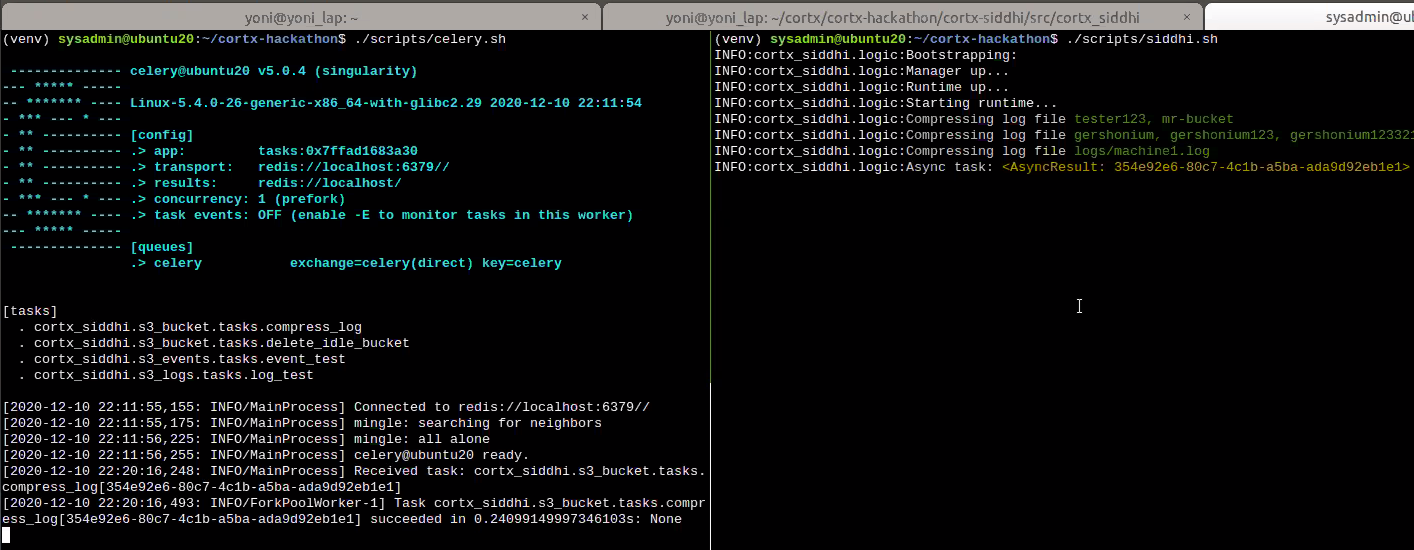 yoni@yoni_lap: ~ ×
yoni@yoni_lap: ~/cortx/cortx-hackathon/cortx-siddhi/src/cortx_siddhi ×
sysadmin@ul
(venv) sysadmin@ubuntu20:~/cortx-hackathon$ ./scripts/celery.sh
-------------- celery@ubuntu20 v5.0.4 (singularity)
--- ***** -----
-- ******* ---- Linux-5.4.0-26-generic-x86_64-with-glibc2.29 2020-12-10 22:11:54
- *** --- * ---
- ** ---------- [config]
- ** ---------- .> app:         tasks:0x7ffad1683a30
- ** ---------- .> transport:   redis://localhost:6379//
- ** ---------- .> results:     redis://localhost/
- *** --- * --- .> concurrency: 1 (prefork)
-- ******* ---- .> task events: OFF (enable -E to monitor tasks in this worker)
--- ***** -----
-------------- [queues]
.> celery           exchange=celery(direct) key=celery
[tasks]
. cortx_siddhi.s3_bucket.tasks.compress_log
. cortx_siddhi.s3_bucket.tasks.delete_idle_bucket
. cortx_siddhi.s3_events.tasks.event_test
. cortx_siddhi.s3_logs.tasks.log_test
[2020-12-10 22:11:55,155: INFO/MainProcess] Connected to redis://localhost:6379//
[2020-12-10 22:11:55,175: INFO/MainProcess] mingle: searching for neighbors
[2020-12-10 22:11:56,225: INFO/MainProcess] mingle: all alone
[2020-12-10 22:11:56,255: INFO/MainProcess] celery@ubuntu20 ready.
[2020-12-10 22:20:16,248: INFO/MainProcess] Received task: cortx_siddhi.s3_bucket.tasks.
compress_log[354e92e6-80c7-4c1b-a5ba-ada9d92eb1e1]
[2020-12-10 22:20:16,493: INFO/ForkPoolWorker-1] Task cortx_siddhi.s3_bucket.tasks.compr
ess_log[354e92e6-80c7-4c1b-a5ba-ada9d92eb1e1] succeeded in 0.24099149997346103s: None
(venv) sysadmin@ubuntu20:~/cortx-hackathon$ ./scripts/siddhi.sh
INFO:cortx_siddhi.logic:Bootstrapping:
INFO:cortx_siddhi.logic:Manager up...
INFO:cortx_siddhi.logic:Runtime up...
INFO:cortx_siddhi.logic:Starting runtime...
INFO:cortx_siddhi.logic:Compressing log file tester123, mr-bucket
INFO:cortx_siddhi.logic:Compressing log file gershonium, gershonium123, gershonium123321
INFO:cortx_siddhi.logic:Compressing log file logs/machine1.log
INFO:cortx_siddhi.logic:Async task: <AsyncResult: 354e92e6-80c7-4c1b-a5ba-ada9d92eb1e1>